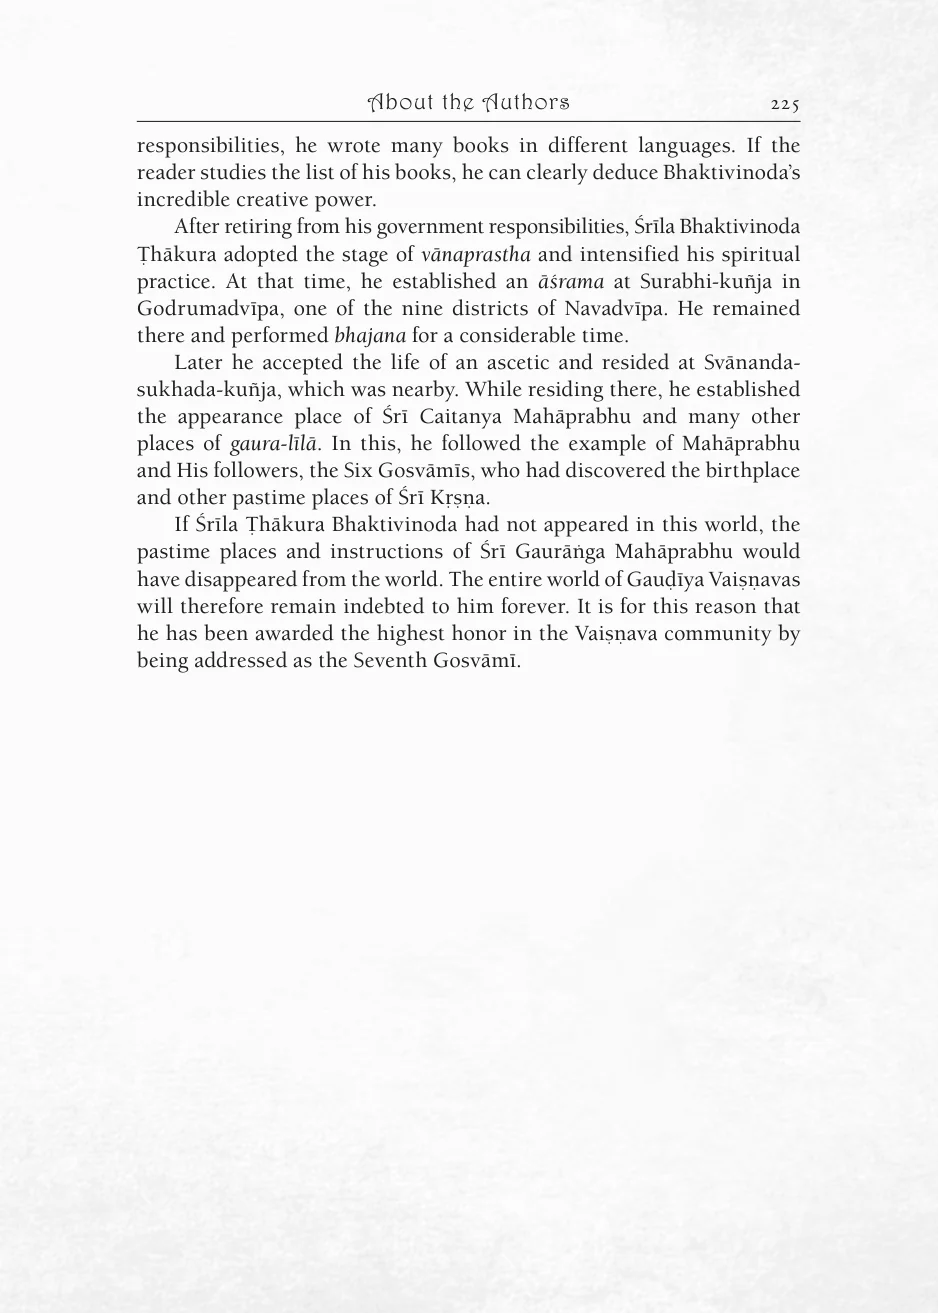 About the Authors 225
responsibilities, he wrote many books in different languages. If the
reader studies the list of his books, he can clearly deduce Bhaktivinoda’s
incredible creative power.
After retiring from his government responsibilities, Śrīla Bhaktivinoda
Ṭhākura adopted the stage of vānaprastha and intensified his spiritual
practice. At that time, he established an āśrama at Surabhi-kuñja in
Godrumadvīpa, one of the nine districts of Navadvīpa. He remained
there and performed bhajana for a considerable time.
Later he accepted the life of an ascetic and resided at Svānanda-
sukhada-kuñja, which was nearby. While residing there, he established
the appearance place of Śrī Caitanya Mahāprabhu and many other
places of gaura-līlā. In this, he followed the example of Mahāprabhu
and His followers, the Six Gosvāmīs, who had discovered the birthplace
and other pastime places of Śrī Kṛṣṇa.
If Śrīla Ṭhākura Bhaktivinoda had not appeared in this world, the
pastime places and instructions of Śrī Gaurāṅga Mahāprabhu would
have disappeared from the world. The entire world of Gauḍīya Vaiṣṇavas
will therefore remain indebted to him forever. It is for this reason that
he has been awarded the highest honor in the Vaiṣṇava community by
being addressed as the Seventh Gosvāmī.